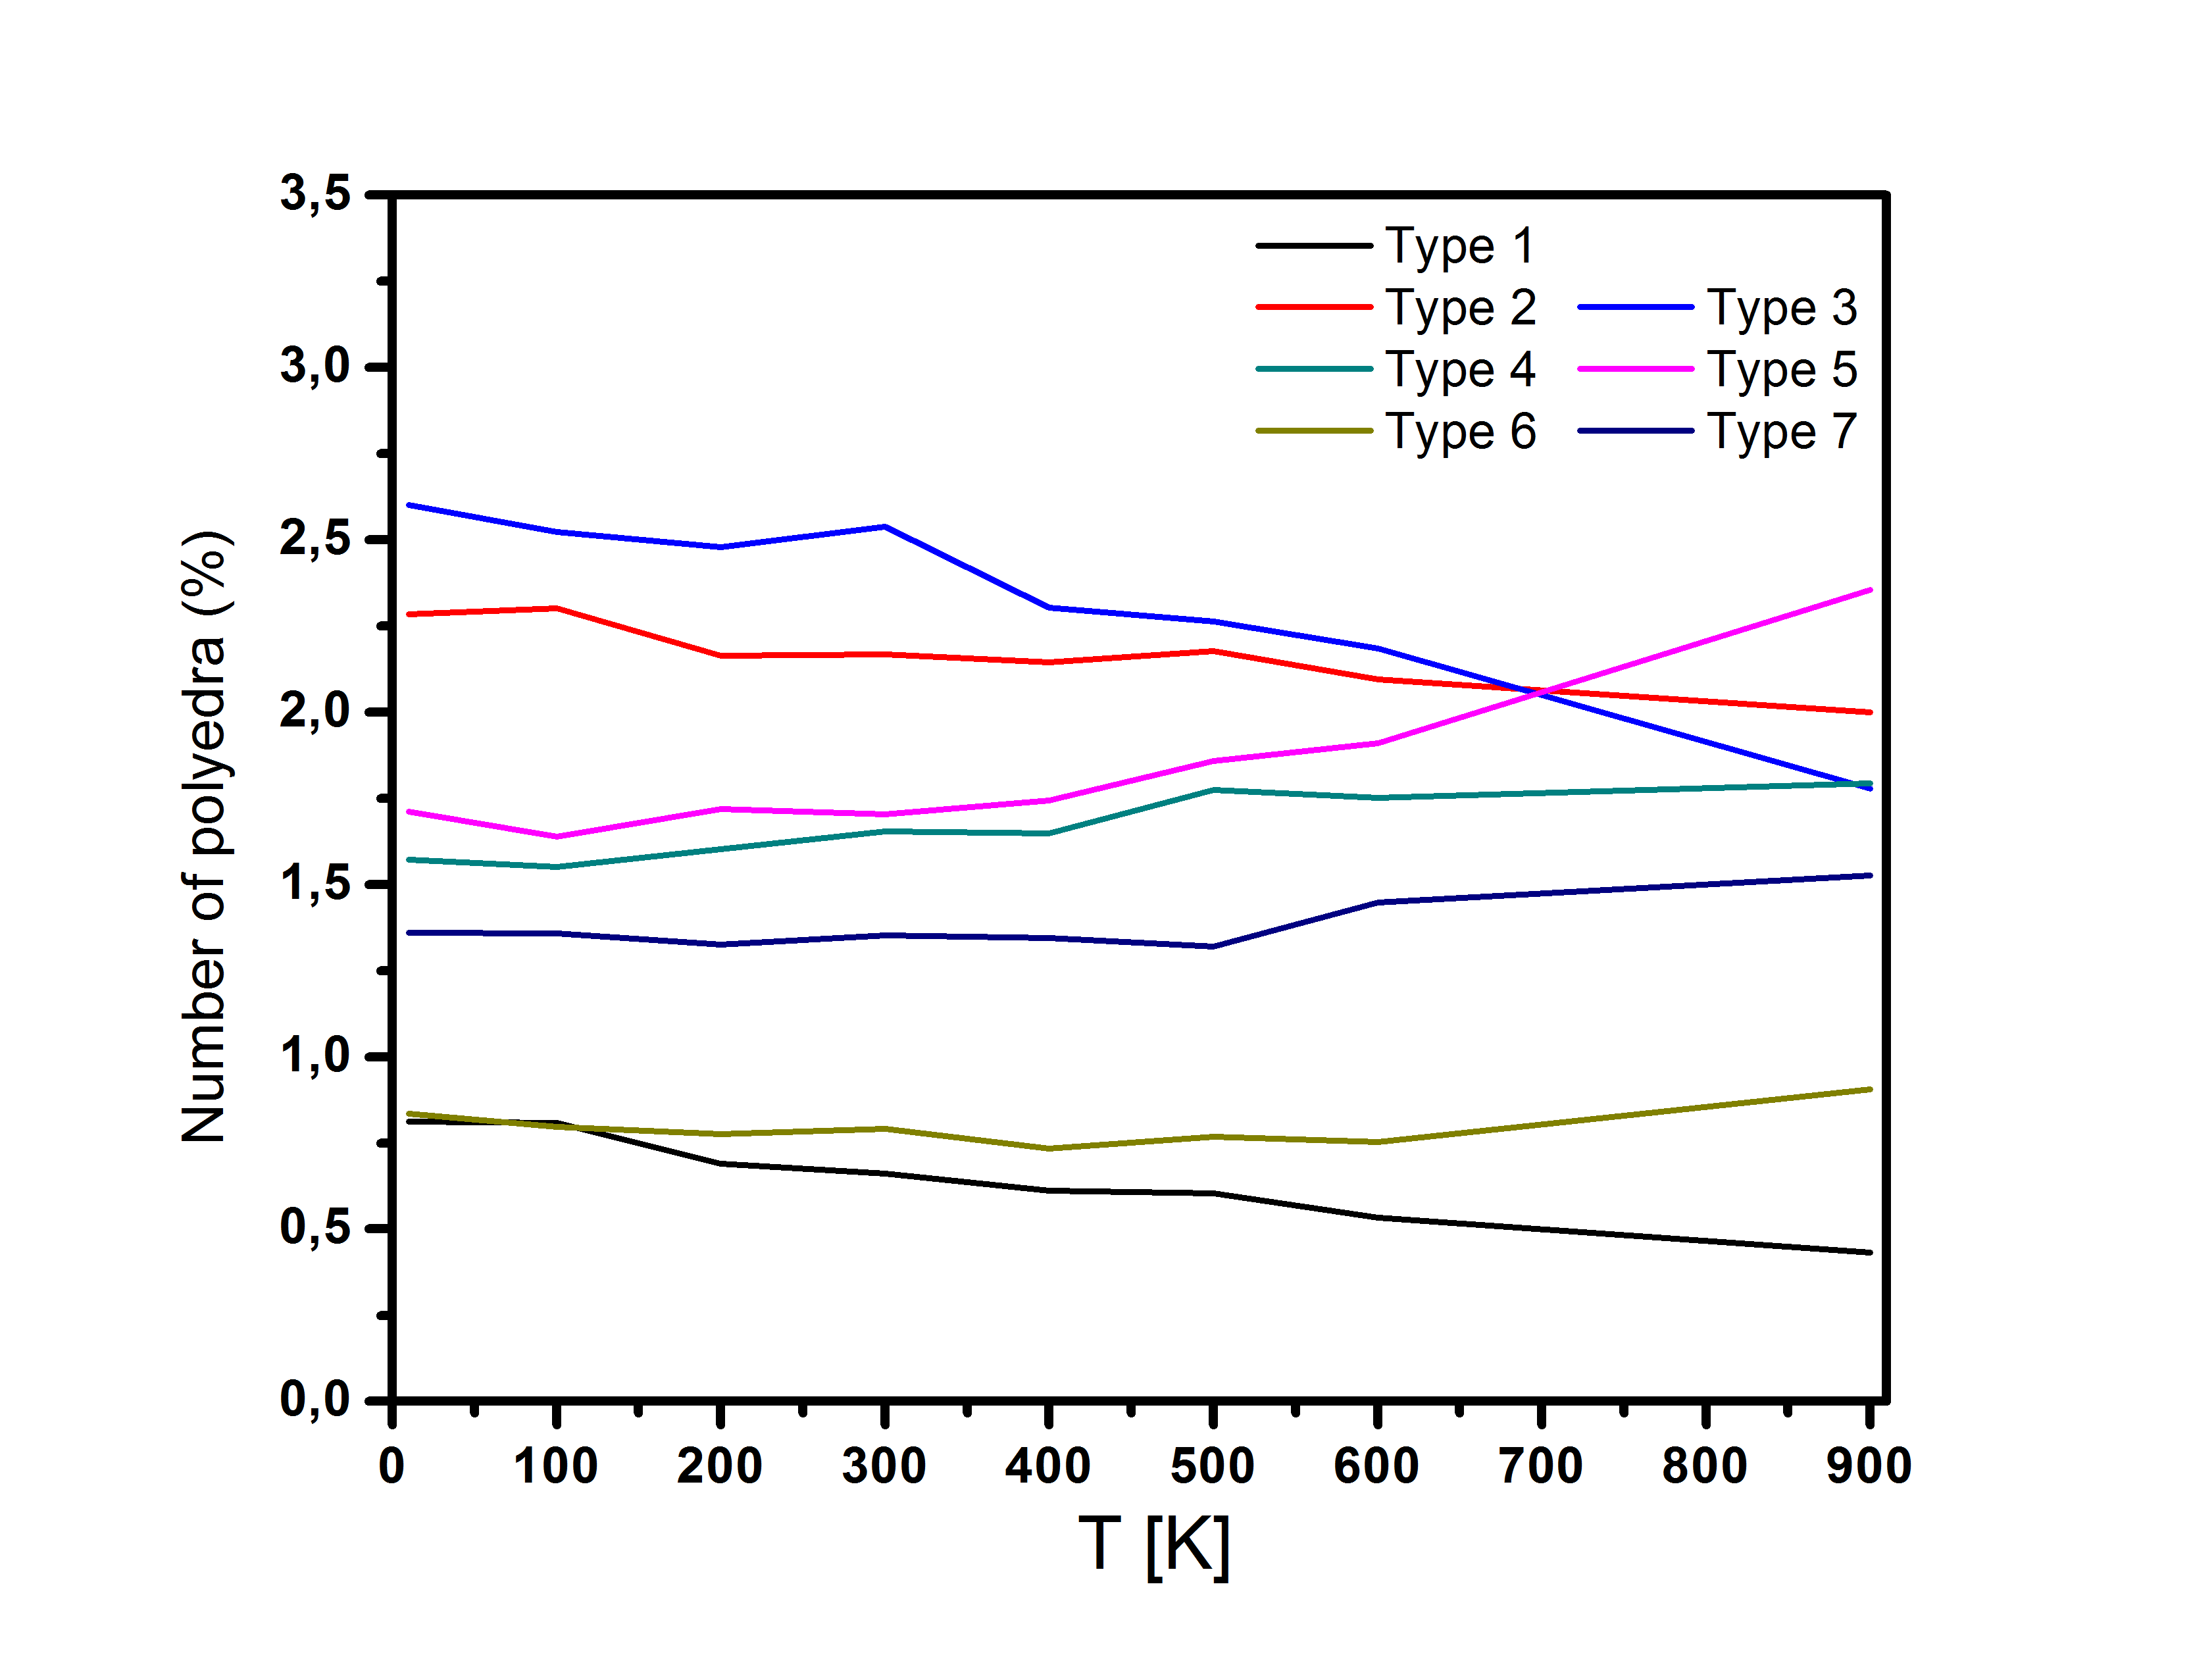 3,5
3,0
2,5
2,0
1,5
1,0
0,5
0,0
Number of polyedra (%)
Type 1
Type 2 Type 3
Type 4 Type 5
Type 6 Type 7
0 100 200 300 400 500 600 700 800 900
T [K]